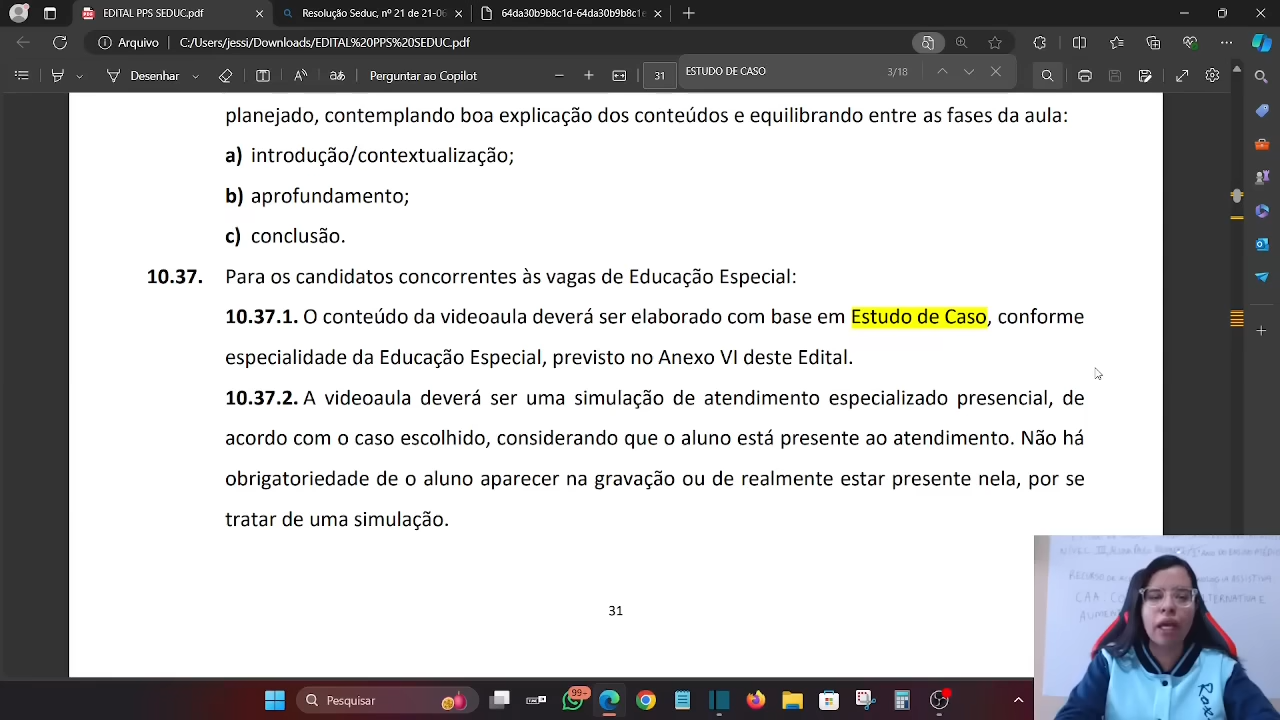 EDITAL PPS SEDUC.pdf
Resolução Seduc, nº 21 de 21-06
64da30b9b8c1d-64da30b9b8c1e
Arquivo
C:/Users/jessi/Downloads/EDITAL%20PPS%20SEDUC.pdf
Desenhar
Perguntar ao Copilot
31
ESTUDO DE CASO
3/18
planejado, contemplando boa explicação dos conteúdos e equilibrando entre as fases da aula:
a) introdução/contextualização;
b) aprofundamento;
c) conclusão.
10.37. Para os candidatos concorrentes às vagas de Educação Especial:
10.37.1. O conteúdo da videoaula deverá ser elaborado com base em Estudo de Caso, conforme
especialidade da Educação Especial, previsto no Anexo VI deste Edital.
10.37.2. A videoaula deverá ser uma simulação de atendimento especializado presencial, de
acordo com o caso escolhido, considerando que o aluno está presente ao atendimento. Não há
obrigatoriedade de o aluno aparecer na gravação ou de realmente estar presente nela, por se
tratar de uma simulação.
31
NÍVEL III
RECURSO
CAA
Pesquisar
99+